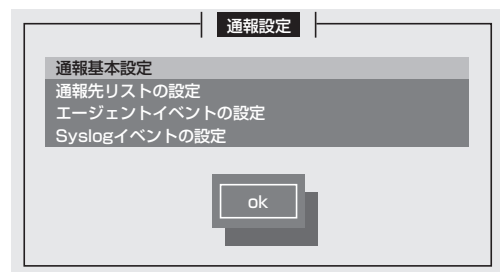 通報設定
通報基本設定
通報先リストの設定
エージェントイベントの設定
Syslogイベントの設定
ok